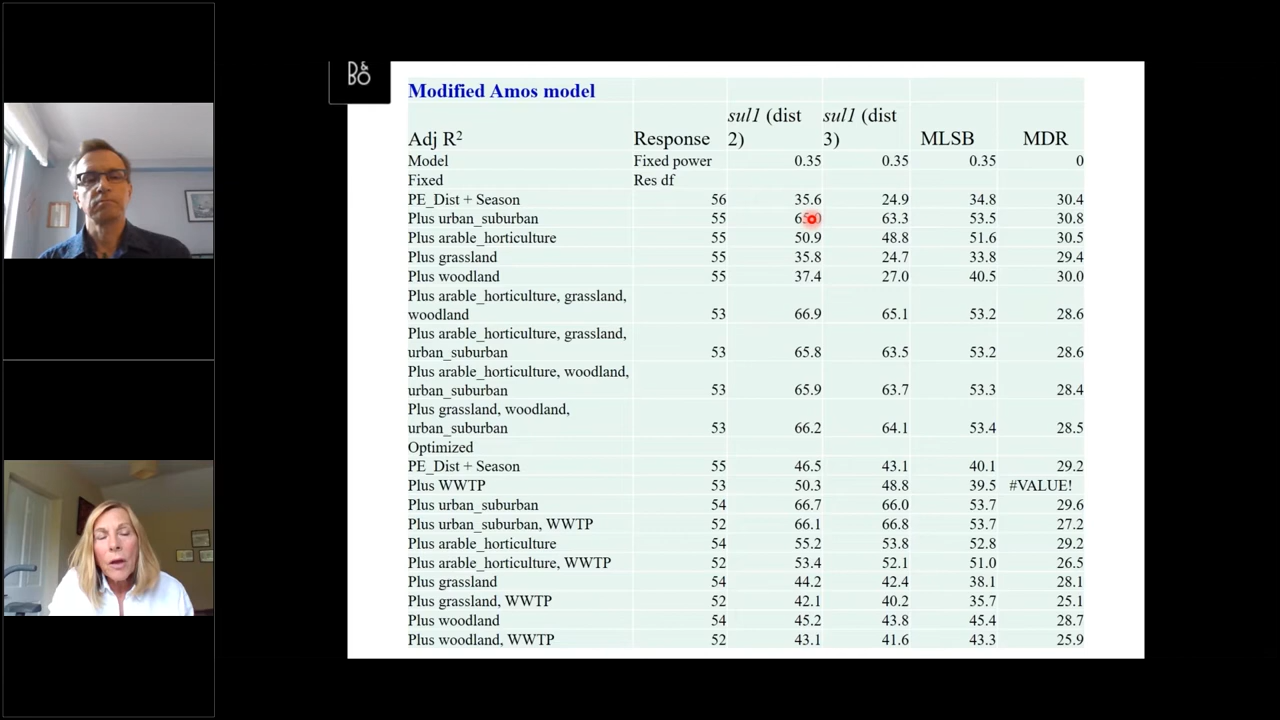 B&
BO
Modified Amos model
sul1 (dist sul1 (dist
Adj R² Response 2) 3) MLSB MDR
Model Fixed power 0.35 0.35 0.35 0
Fixed Res df
PE_Dist + Season 56 35.6 24.9 34.8 30.4
Plus urban_suburban 55 63.3 53.5 30.8
Plus arable_horticulture 55 50.9 48.8 51.6 30.5
Plus grassland 55 35.8 24.7 33.8 29.4
Plus woodland 55 37.4 27.0 40.5 30.0
Plus arable_horticulture, grassland,
woodland 53 66.9 65.1 53.2 28.6
Plus arable_horticulture, grassland,
urban_suburban 53 65.8 63.5 53.2 28.6
Plus arable_horticulture, woodland,
urban_suburban 53 65.9 63.7 53.3 28.4
Plus grassland, woodland,
urban_suburban 53 66.2 64.1 53.4 28.5
Optimized
PE_Dist + Season 55 46.5 43.1 40.1 29.2
Plus WWTP 53 50.3 48.8 39.5 #VALUE!
Plus urban_suburban 54 66.7 66.0 53.7 29.6
Plus urban_suburban, WWTP 52 66.1 66.8 53.7 27.2
Plus arable_horticulture 54 55.2 53.8 52.8 29.2
Plus arable_horticulture, WWTP 52 53.4 52.1 51.0 26.5
Plus grassland 54 44.2 42.4 38.1 28.1
Plus grassland, WWTP 52 42.1 40.2 35.7 25.1
Plus woodland 54 45.2 43.8 45.4 28.7
Plus woodland, WWTP 52 43.1 41.6 43.3 25.9